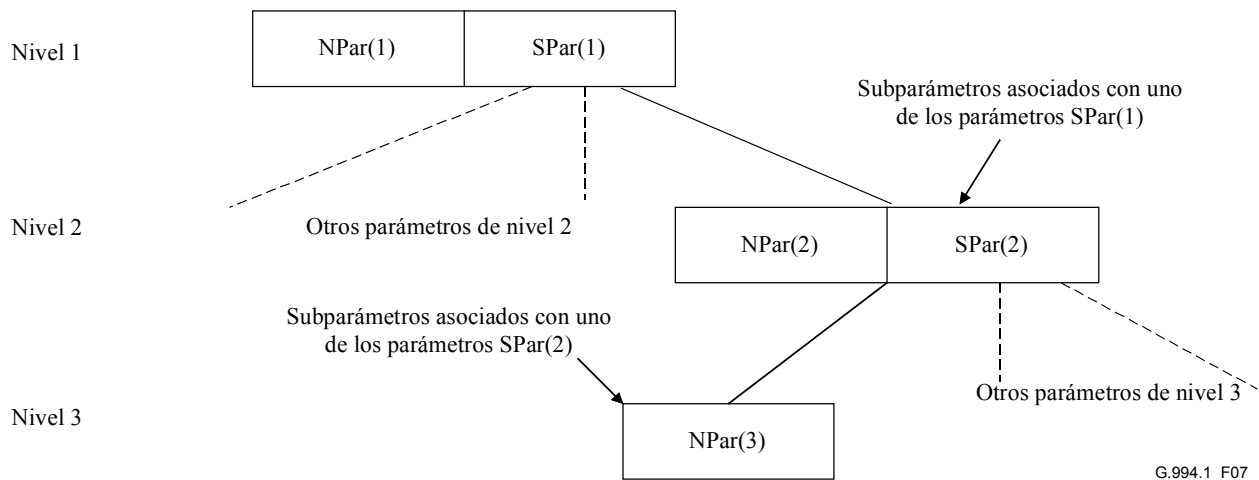 Nivel 1
NPar(1)
SPar(1)
Subparámetros asociados con uno
de los parámetros SPar(1)
Nivel 2
Otros parámetros de nivel 2
NPar(2)
SPar(2)
Subparámetros asociados con uno
de los parámetros SPar(2)
Otros parámetros de nivel 3
Nivel 3
NPar(3)
G.994.1_F07